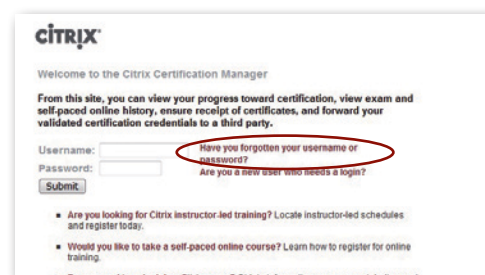 CİTRIX
Welcome to the Citrix Certification Manager
From this site, you can view your progress toward certification, view exam and
self-paced online history, ensure receipt of certificates, and forward your
validated certification credentials to a third party.
Username:
Have you forgotten your username or
password?
Password:
Are you a new user who needs a login?
Submit
Are you looking for Citrix instructor-led training? Locate instructor-led schedules
and register today.
Would you like to take a self-paced online course? Learn how to register for online
training.